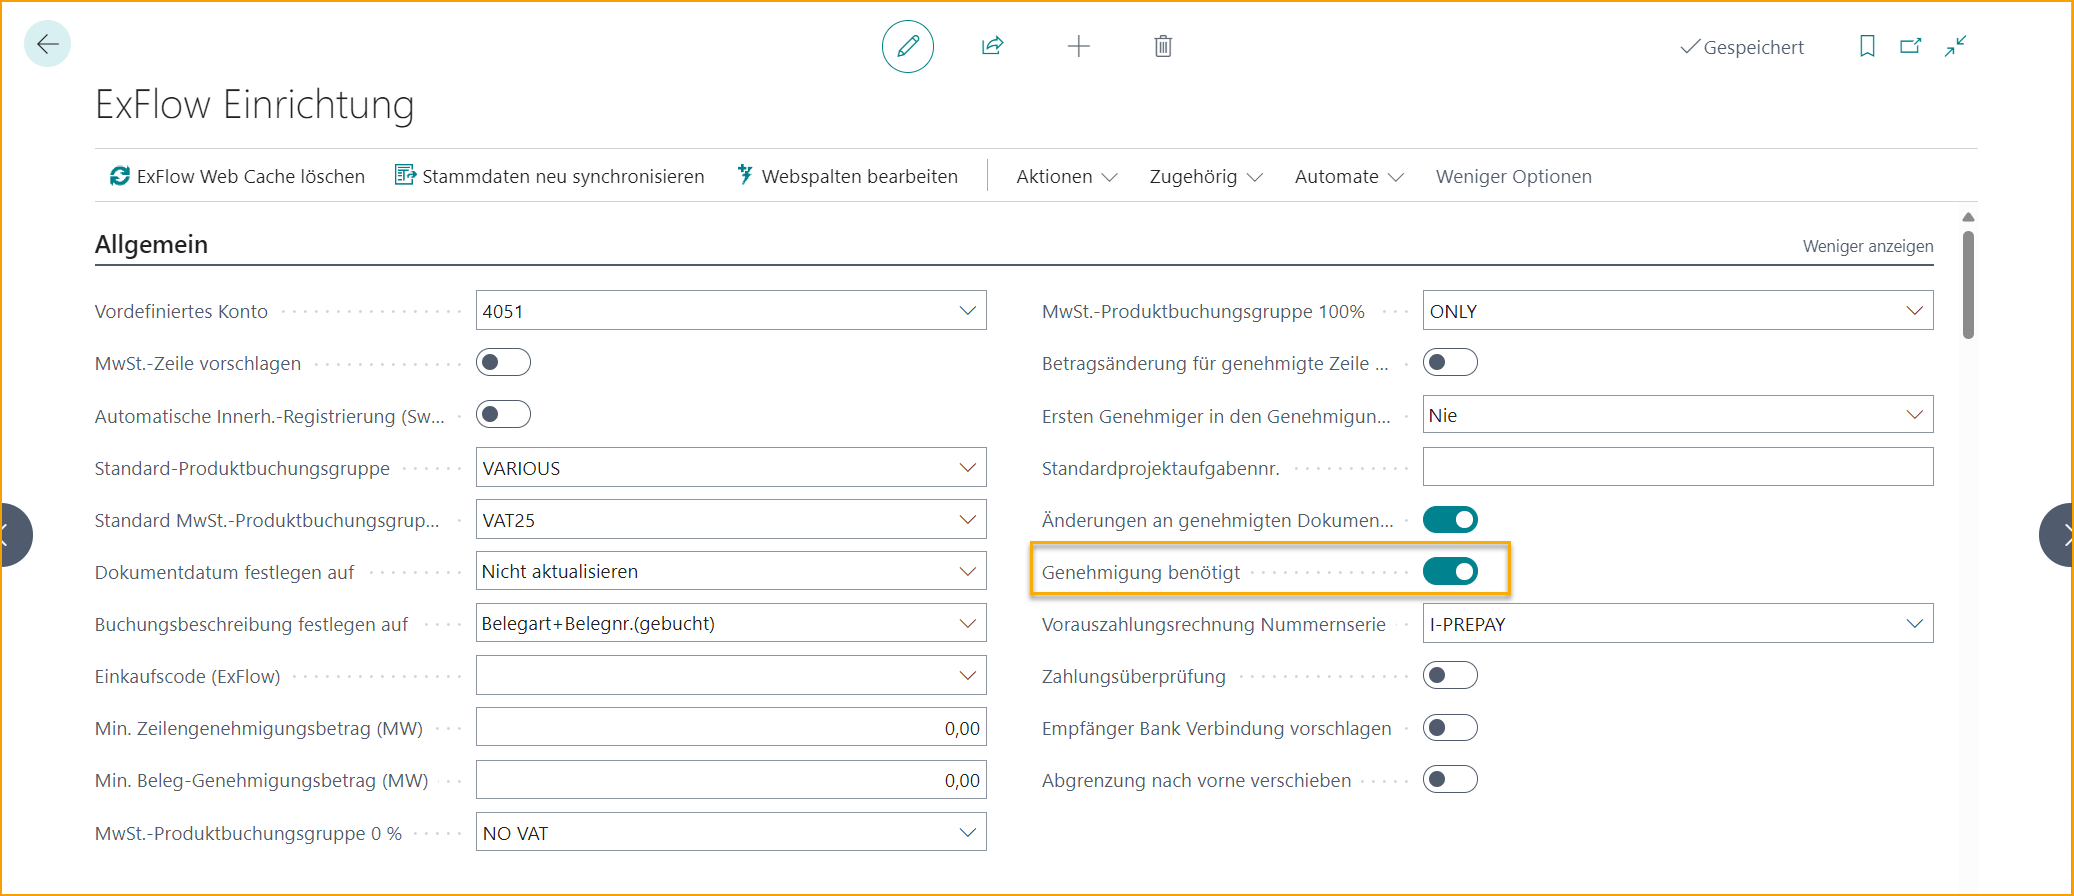 Gespeichert
ExFlow Einrichtung
ExFlow Web Cache löschen Stammdaten neu synchronisieren Webspalten bearbeiten Aktionen Zugehörig Automate Weniger Optionen
Allgemein Weniger anzeigen
Vordefiniertes Konto 4051
MwSt.-Zeile vorschlagen
Automatische Innerh.-Registrierung (Sw...
Standard-Produktbuchungsgruppe VARIOUS
Standard MwSt.-Produktbuchungsgrup... VAT25
Dokumentdatum festlegen auf Nicht aktualisieren
Buchungsbeschreibung festlegen auf Belegart+Belegnr.(gebucht)
Einkaufscode (ExFlow)
Min. Zeilengenehmigungsbetrag (MW) 0,00
Min. Beleg-Genehmigungsbetrag (MW) 0,00
MwSt.-Produktbuchungsgruppe 0 % NO VAT
MwSt.-Produktbuchungsgruppe 100% ONLY
Betragsänderung für genehmigte Zeile ...
Ersten Genehmiger in den Genehmigun... Nie
Standardprojektaufgabennr.
Änderungen an genehmigten Dokumen...
Genehmigung benötigt
Vorauszahlungsrechnung Nummernserie I-PREPAY
Zahlungsüberprüfung
Empfänger Bank Verbindung vorschlagen
Abgrenzung nach vorne verschieben